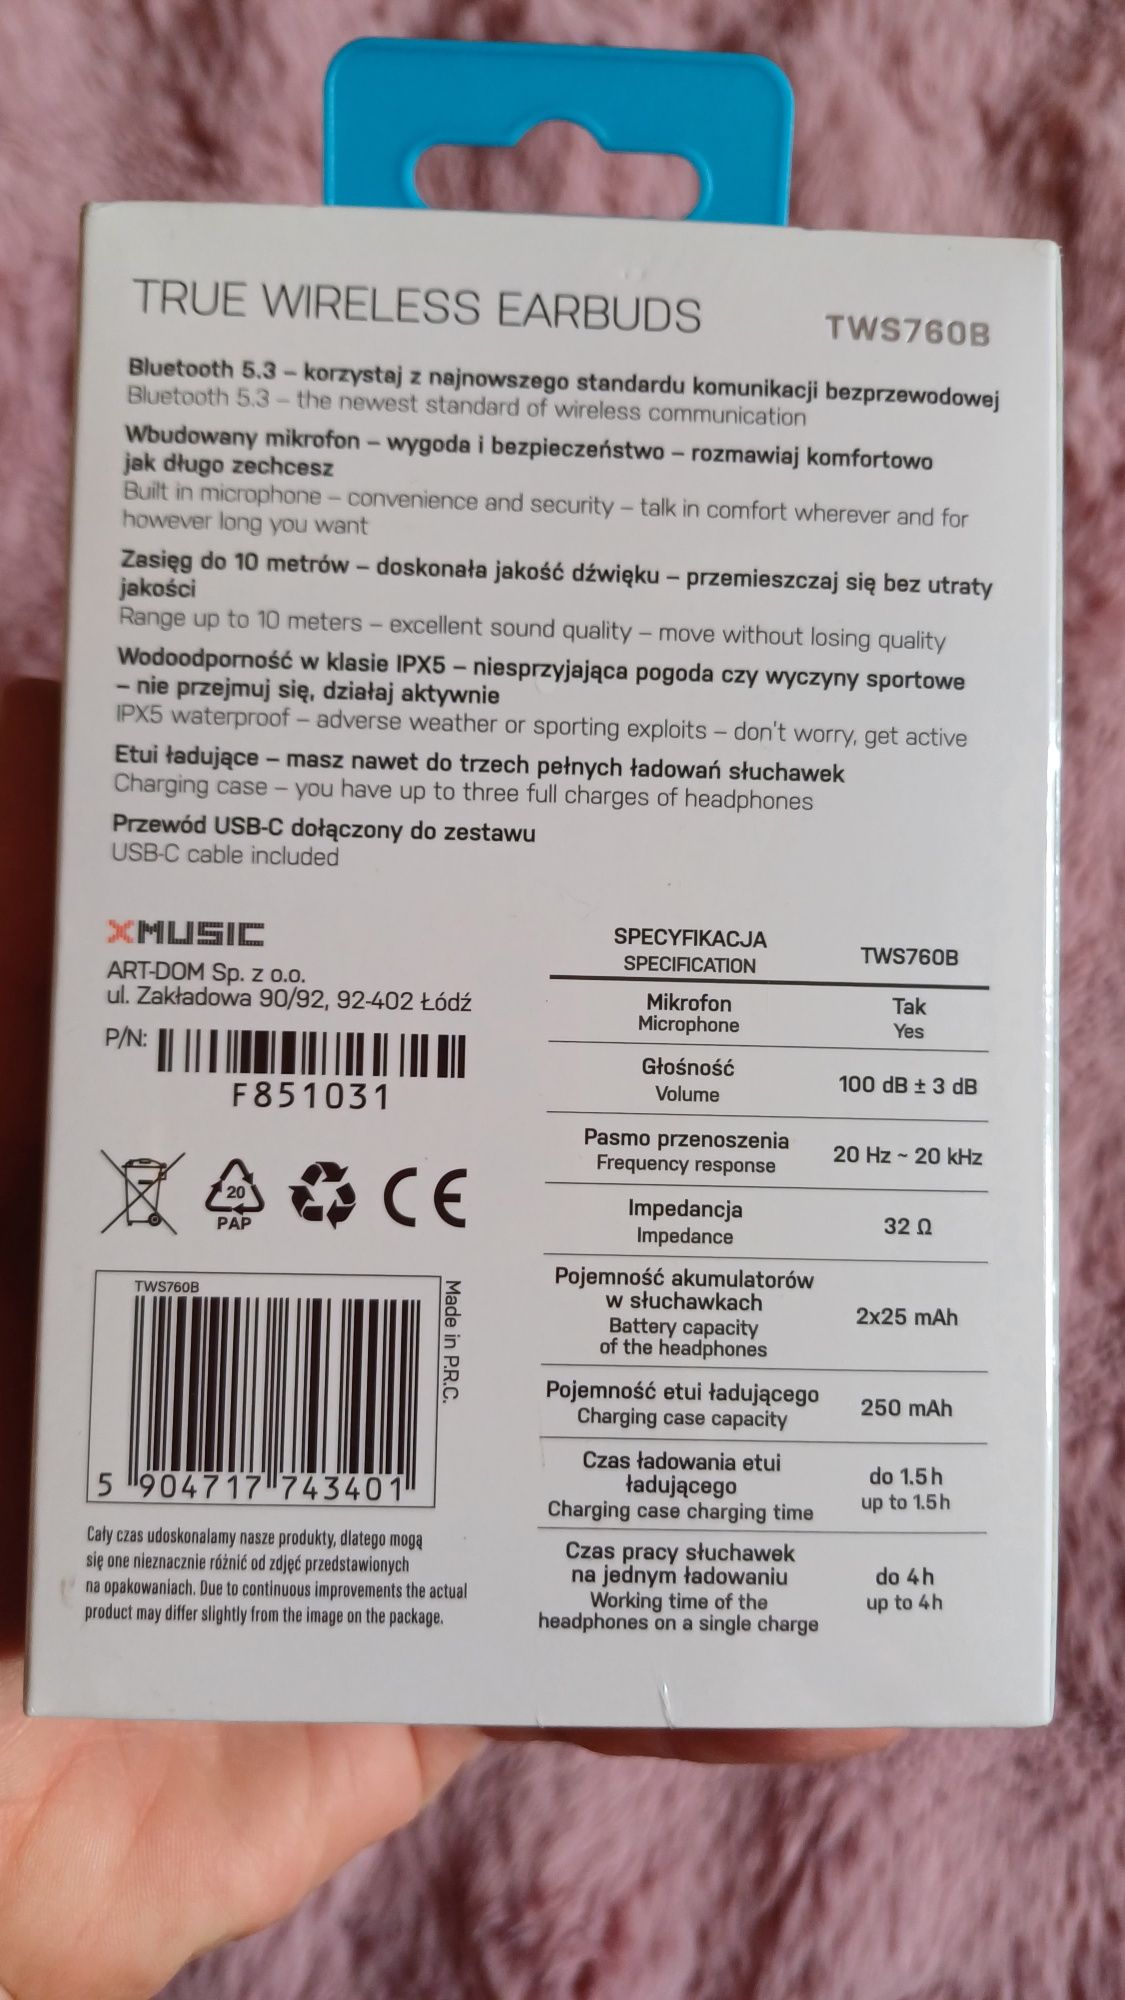 TRUE WIRELESS EARBUDS
TWS760B
Bluetooth 5.3 – korzystaj z najnowszego standardu komunikacji bezprzewodowej
Bluetooth 5.3 – the newest standard of wireless communication
Wbudowany mikrofon – wygoda i bezpieczeństwo – rozmawiaj komfortowo
jak długo zechcesz
Built in microphone – convenience and security – talk in comfort wherever and for
however long you want
Zasięg do 10 metrów – doskonała jakość dźwięku – przemieszczaj się bez utraty
jakości
Range up to 10 meters – excellent sound quality – move without losing quality
Wodoodporność w klasie IPX5 – niesprzyjająca pogoda czy wyczyny sportowe
– nie przejmuj się, działaj aktywnie
IPX5 waterproof – adverse weather or sporting exploits – don't worry, get active
Etui ładujące – masz nawet do trzech pełnych ładowań słuchawek
Charging case – you have up to three full charges of headphones
Przewód USB-C dołączony do zestawu
USB-C cable included
XMUSIC
ART-DOM Sp. z o.o.
ul. Zakładowa 90/92, 92-402 Łódź
P/N:
F851031
20
PAP
CE
TWS760B
Made in P.R.C.
5 904717 743401
Cały czas udoskonalamy nasze produkty, dlatego mogą
się one nieznacznie różnić od zdjęć przedstawionych
na opakowaniach. Due to continuous improvements the actual
product may differ slightly from the image on the package.
SPECYFIKACJA
SPECIFICATION
TWS760B
Mikrofon
Microphone
Tak
Yes
Głośność
Volume
100 dB ± 3 dB
Pasmo przenoszenia
Frequency response
20 Hz ~ 20 kHz
Impedancja
Impedance
32 Ω
Pojemność akumulatorów
w słuchawkach
Battery capacity
of the headphones
2x25 mAh
Pojemność etui ładującego
Charging case capacity
250 mAh
Czas ładowania etui
ładującego
Charging case charging time
do 1.5 h
up to 1.5 h
Czas pracy słuchawek
na jednym ładowaniu
Working time of the
headphones on a single charge
do 4 h
up to 4 h